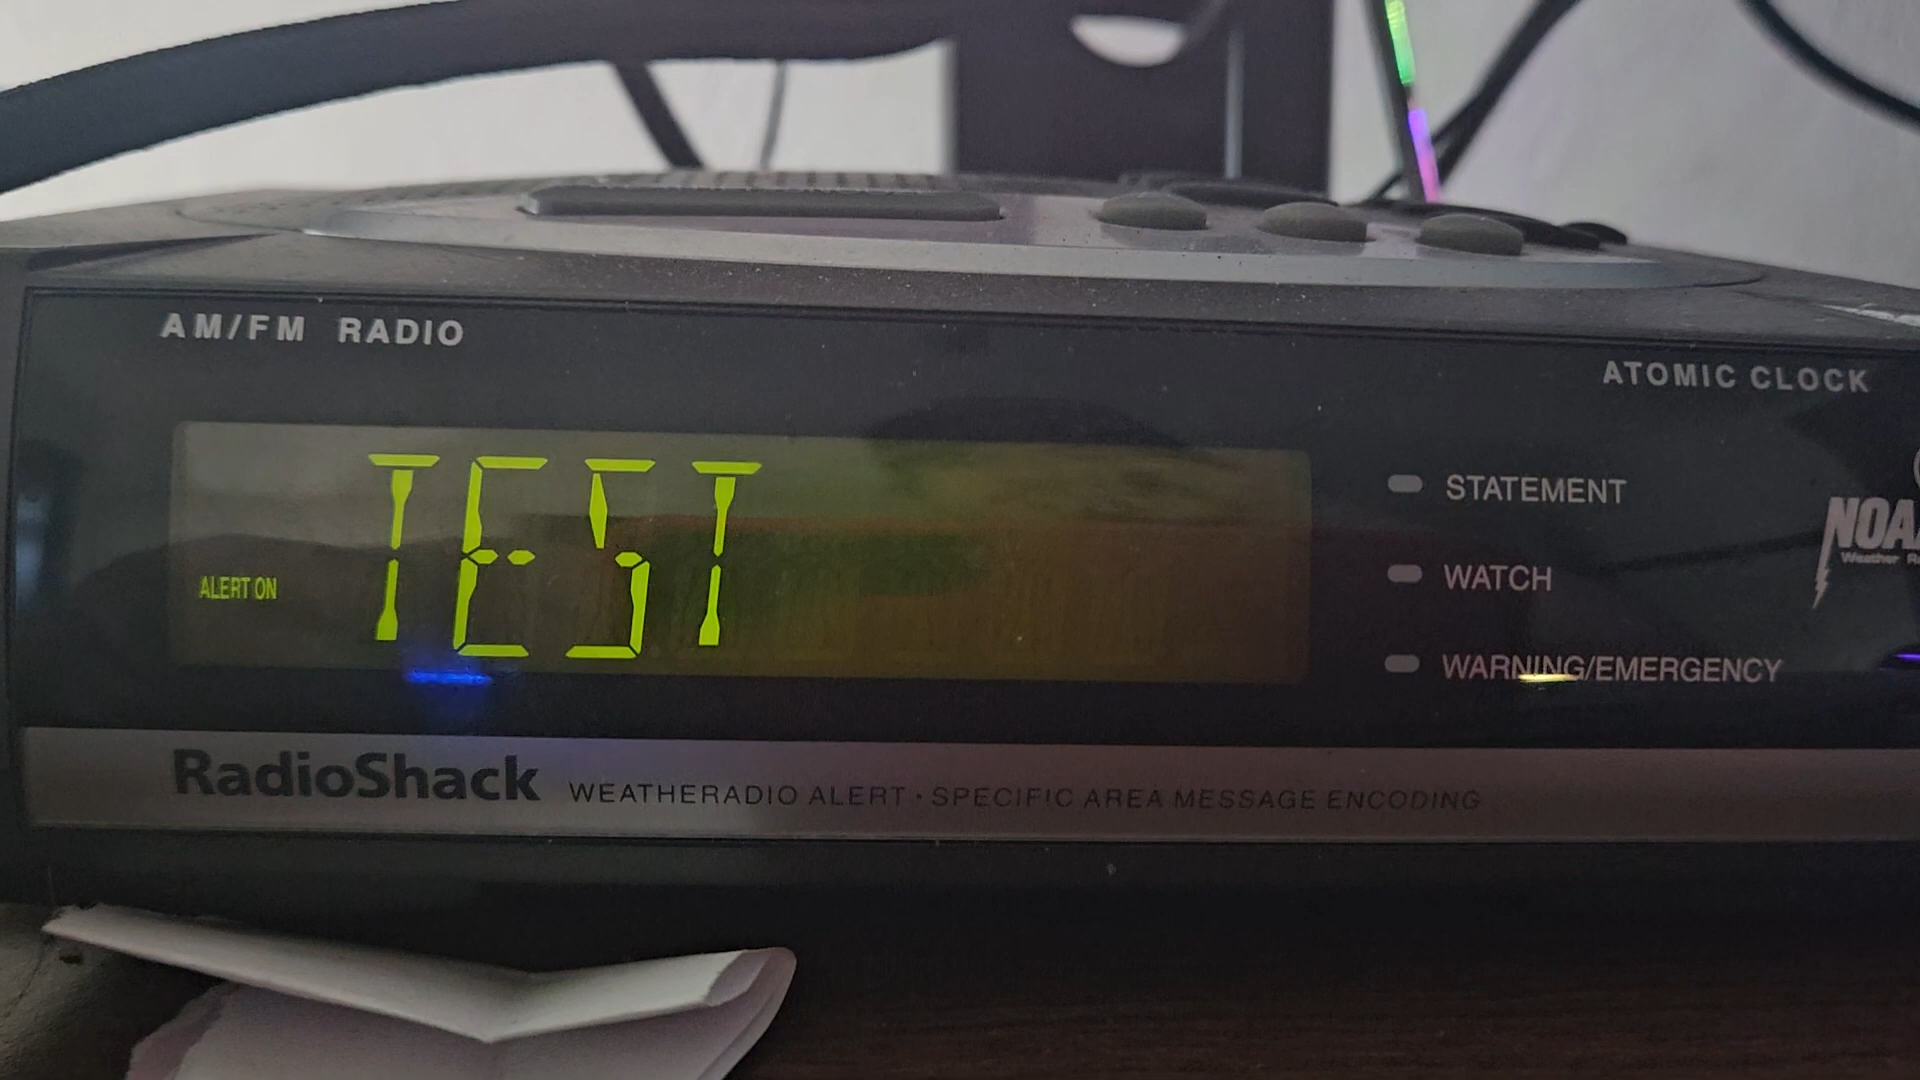 AM/FM RADIO
ATOMIC CLOCK
TEST
ALERT ON
STATEMENT
WATCH
WARNING/EMERGENCY
Weather
RadioShack WEATHERADIO ALERT · SPECIFIC AREA MESSAGE ENCODING